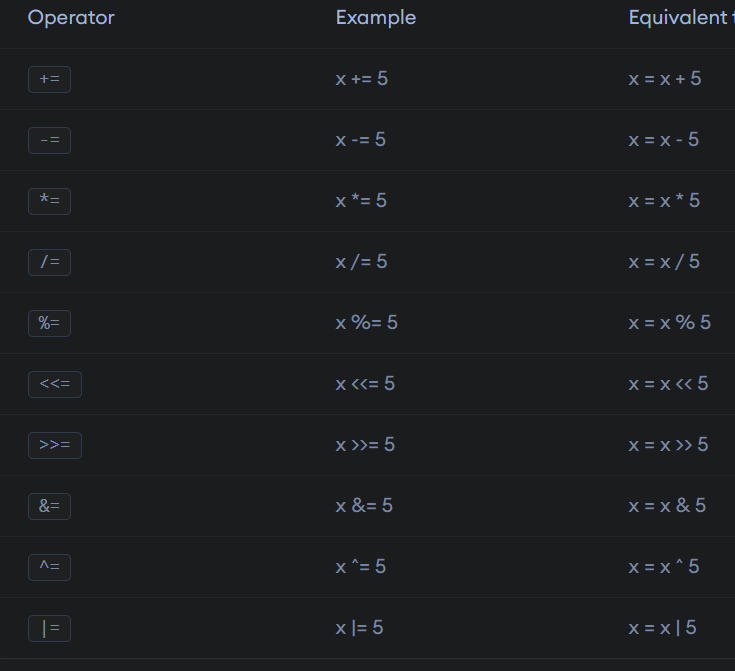 Operator Example Equivalent
+= x += 5 x = x + 5
-= x -= 5 x = x - 5
*= x *= 5 x = x * 5
/= x /= 5 x = x / 5
%= x %= 5 x = x % 5
<<= x <<= 5 x = x << 5
>>= x >>= 5 x = x >> 5
&= x &= 5 x = x & 5
^= x ^= 5 x = x ^ 5
|= x |= 5 x = x | 5